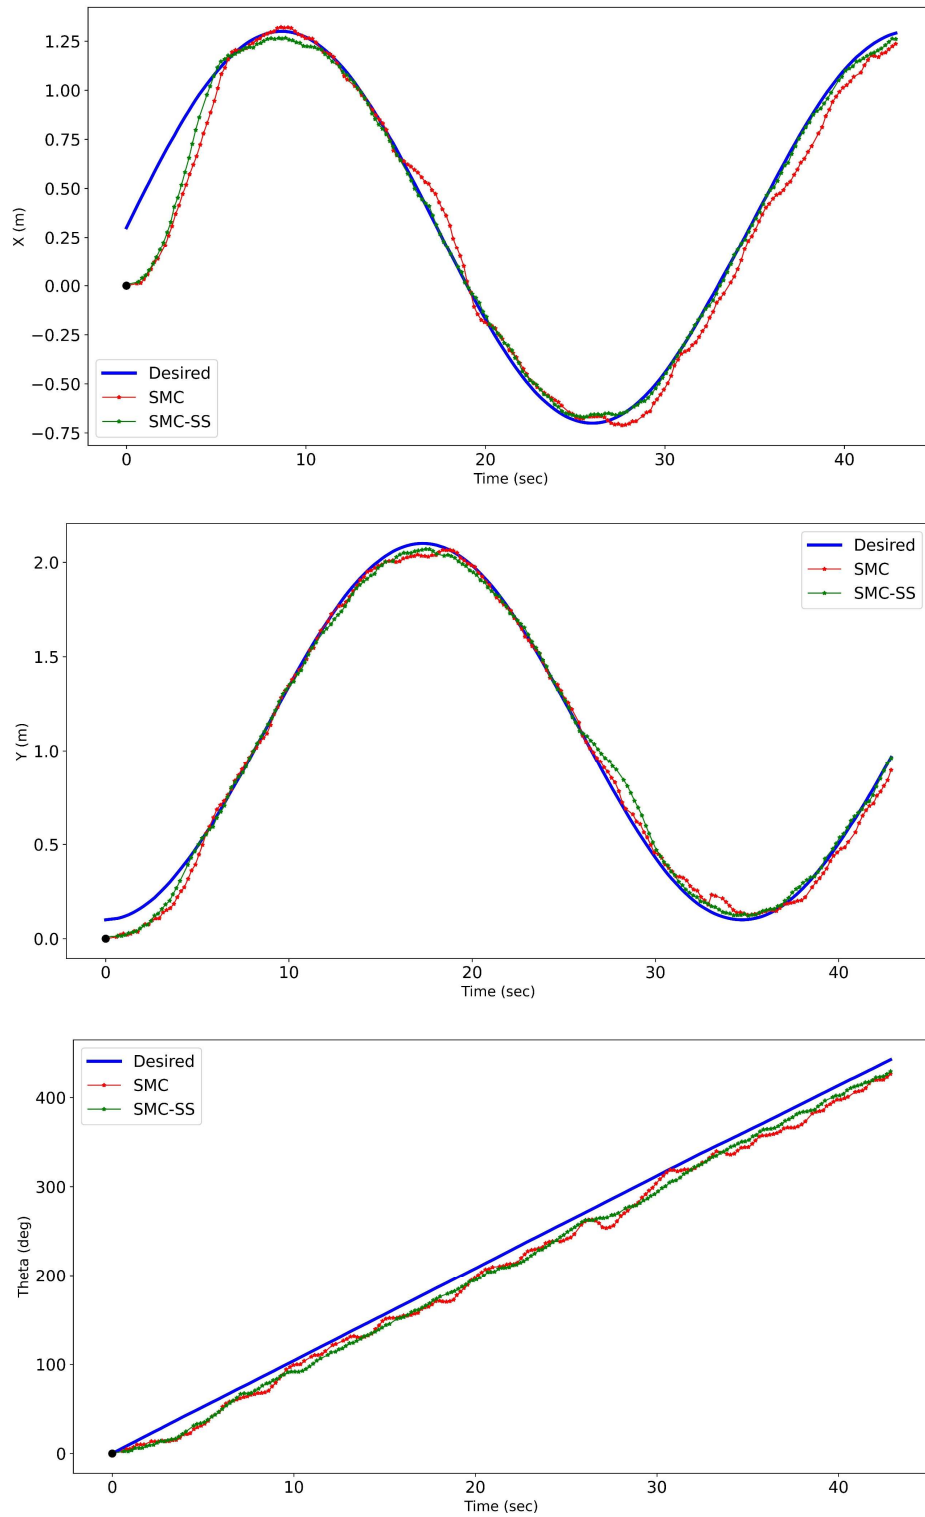 1.25
1.00
0.75
0.50
0.25
0.00
−0.25
−0.50
−0.75
X (m)
Desired
SMC
SMC-SS
0 10 20 30 40
Time (sec)
2.0
1.5
1.0
0.5
0.0
Y (m)
Desired
SMC
SMC-SS
0 10 20 30 40
Time (sec)
400
300
200
100
0
Theta (deg)
Desired
SMC
SMC-SS
0 10 20 30 40
Time (sec)